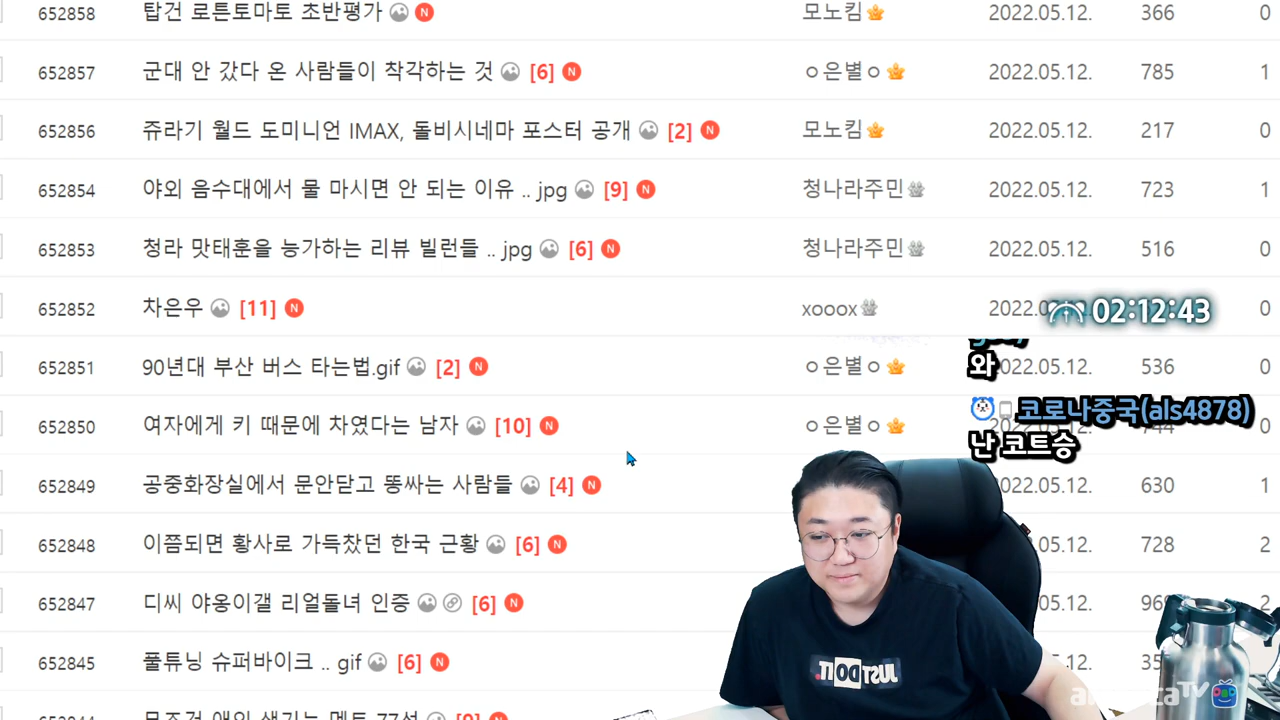 652858 탑건 로튼토마토 초반평가 N 모노킴 2022.05.12. 366 0
652857 군대 안 갔다 온 사람들이 착각하는 것 [6] N ㅇ은별ㅇ 2022.05.12. 785 1
652856 쥬라기 월드 도미니언 IMAX, 돌비시네마 포스터 공개 [2] N 모노킴 2022.05.12. 217 0
652854 야외 음수대에서 물 마시면 안 되는 이유 .. jpg [9] N 청나라주민 2022.05.12. 723 1
652853 청라 맛태훈을 능가하는 리뷰 빌런들 .. jpg [6] N 청나라주민 2022.05.12. 516 0
652852 차은우 [11] N xooox 2022.0 02:12:43 0
652851 90년대 부산 버스 타는법.gif [2] N ㅇ은별ㅇ 와 2022.05.12. 536 0
코로나중국(als4878)
652850 여자에게 키 때문에 차였다는 남자 [10] N ㅇ은별ㅇ 2022.05.12. 744 0
난 코트승
652849 공중화장실에서 문안닫고 똥싸는 사람들 [4] N 022.05.12. 630 1
652848 이쯤되면 황사로 가득찼던 한국 근황 [6] N .05.12. 728 2
652847 디씨 야옹이갤 리얼돌녀 인증 [6] N 05.12. 2
652845 풀튜닝 슈퍼바이크 .. gif [6] N .12.
JUST DO IT.